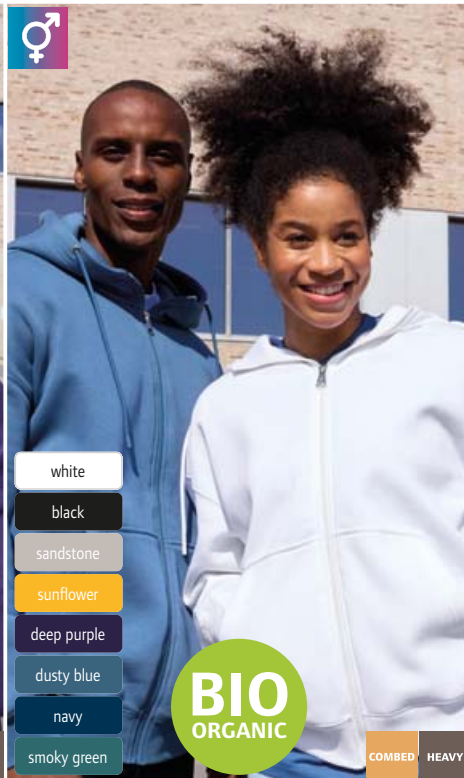 white
black
sandstone
sunflower
deep purple
dusty blue
navy
smoky green
BIO
ORGANIC
COMBED
HEAVY